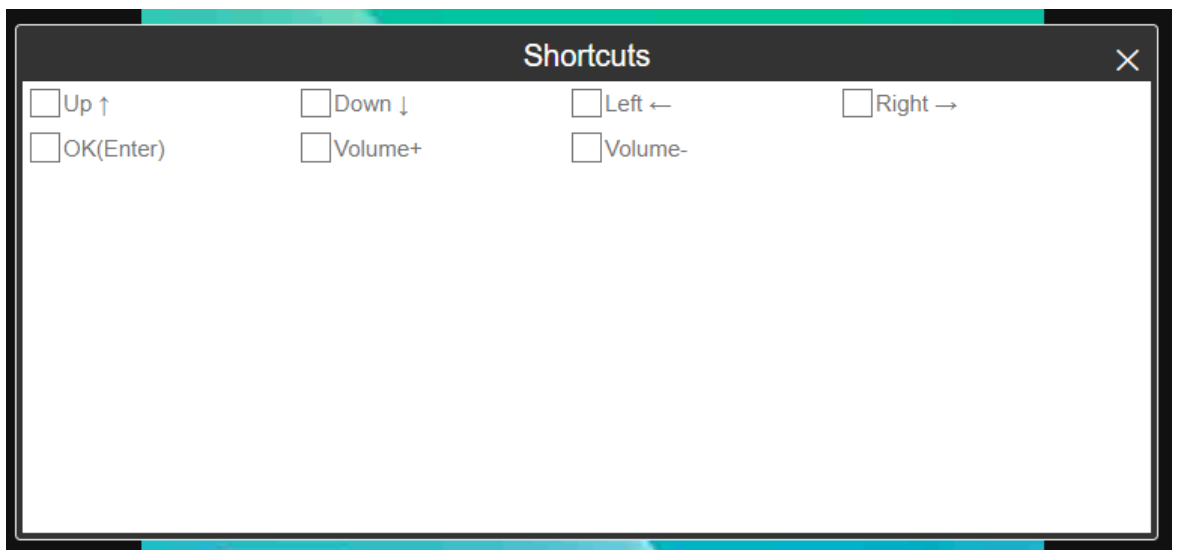 Shortcuts
Up ↑ Down ↓ Left ← Right →
OK(Enter) Volume+ Volume-